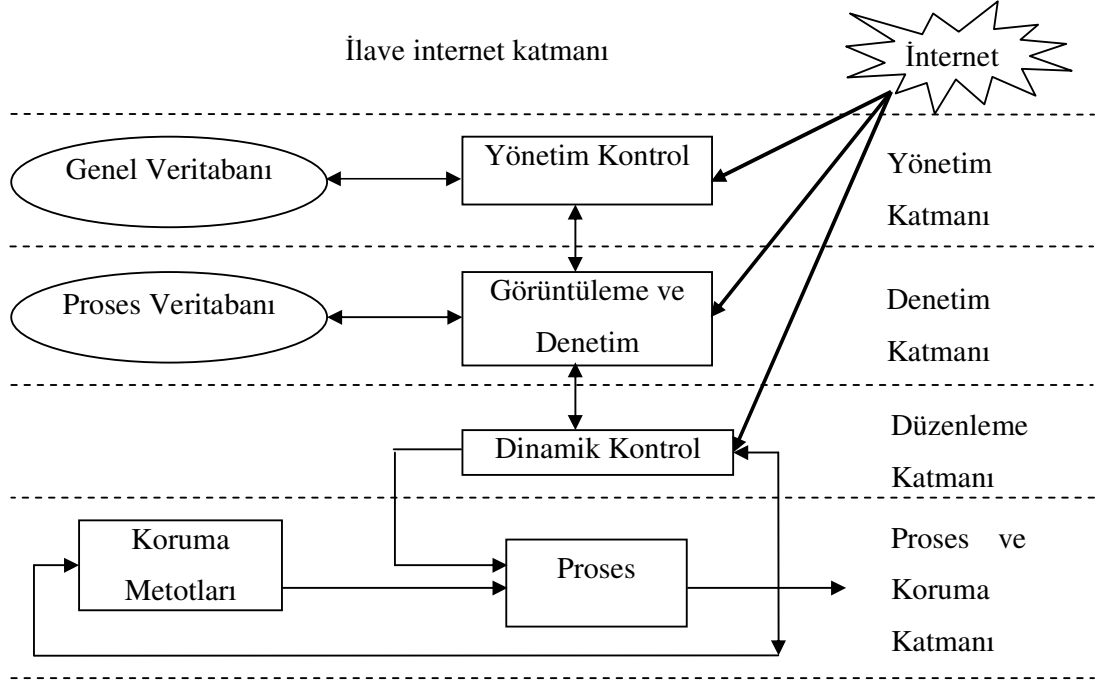 İlave internet katmanı
İnternet
Genel Veritabanı
Yönetim Kontrol
Yönetim
Katmanı
Proses Veritabanı
Görüntüleme ve
Denetim
Denetim
Katmanı
Dinamik Kontrol
Düzenleme
Katmanı
Koruma
Metotları
Proses
Proses ve
Koruma
Katmanı